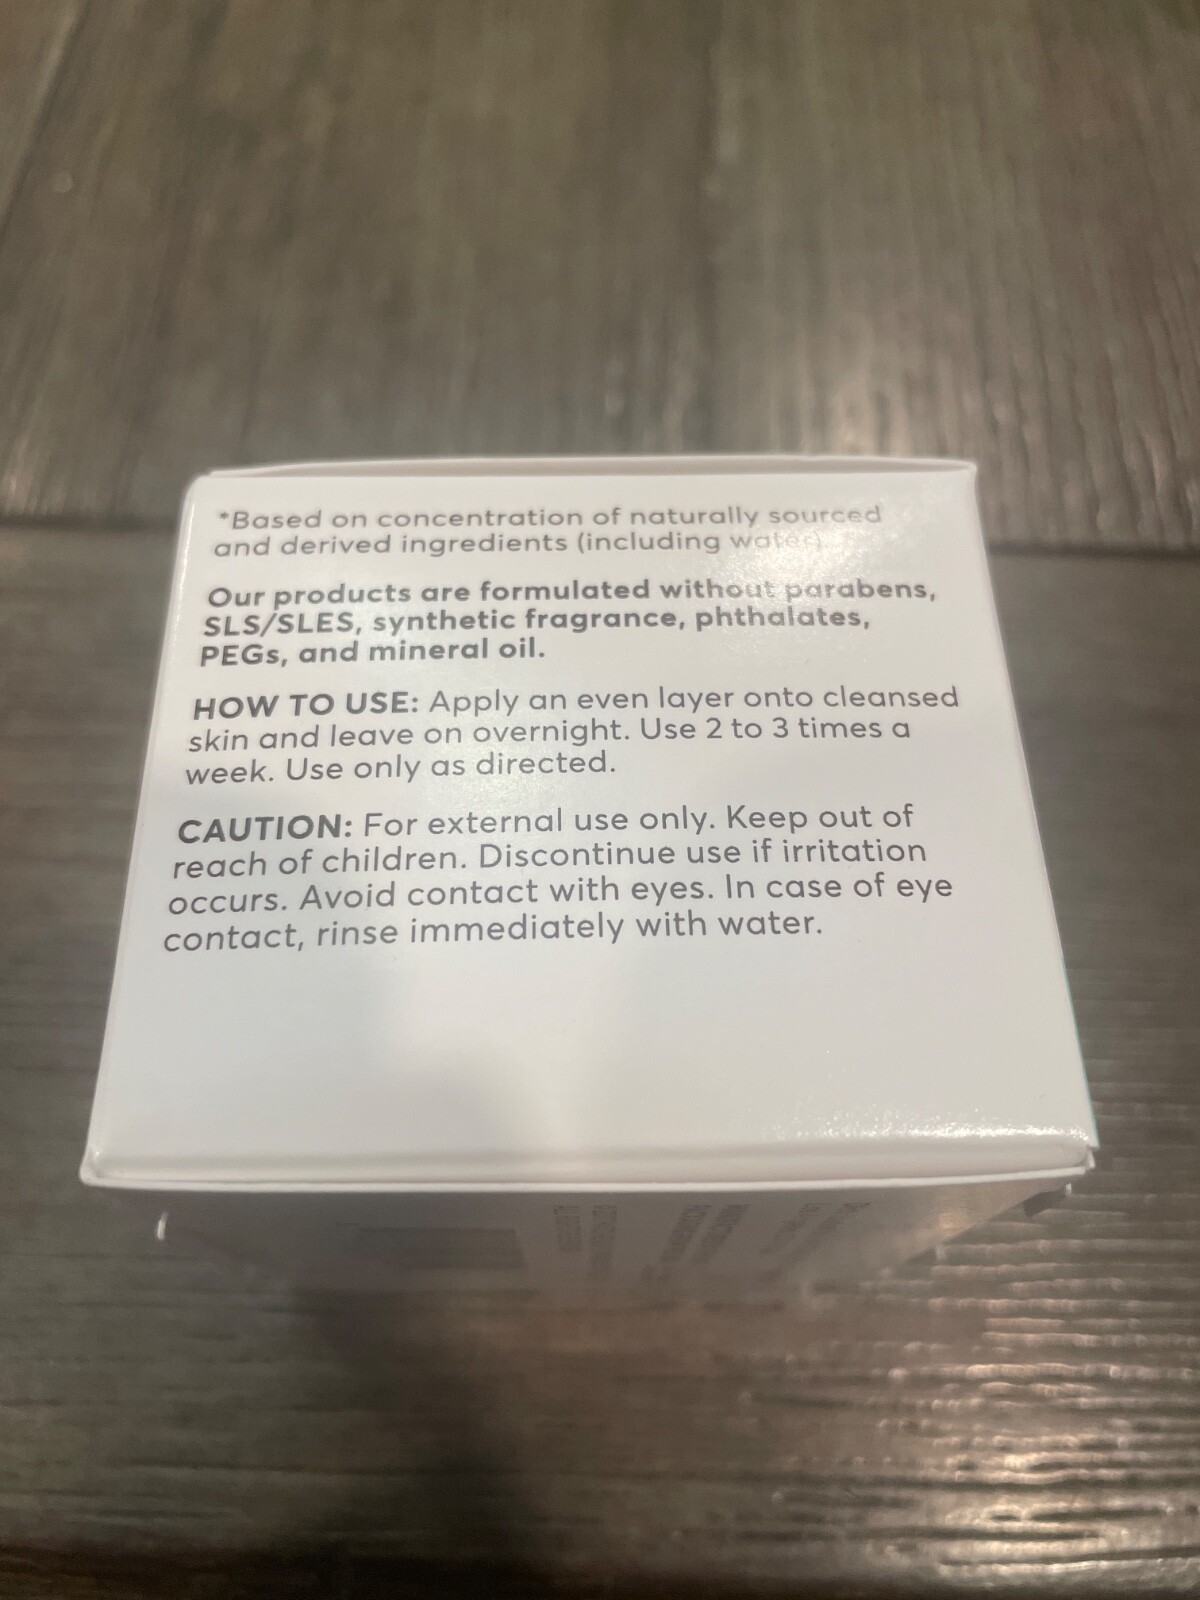 *Based on concentration of naturally sourced
and derived ingredients (including water).
Our products are formulated without parabens,
SLS/SLES, synthetic fragrance, phthalates,
PEGs, and mineral oil.
HOW TO USE: Apply an even layer onto cleansed
skin and leave on overnight. Use 2 to 3 times a
week. Use only as directed.
CAUTION: For external use only. Keep out of
reach of children. Discontinue use if irritation
occurs. Avoid contact with eyes. In case of eye
contact, rinse immediately with water.